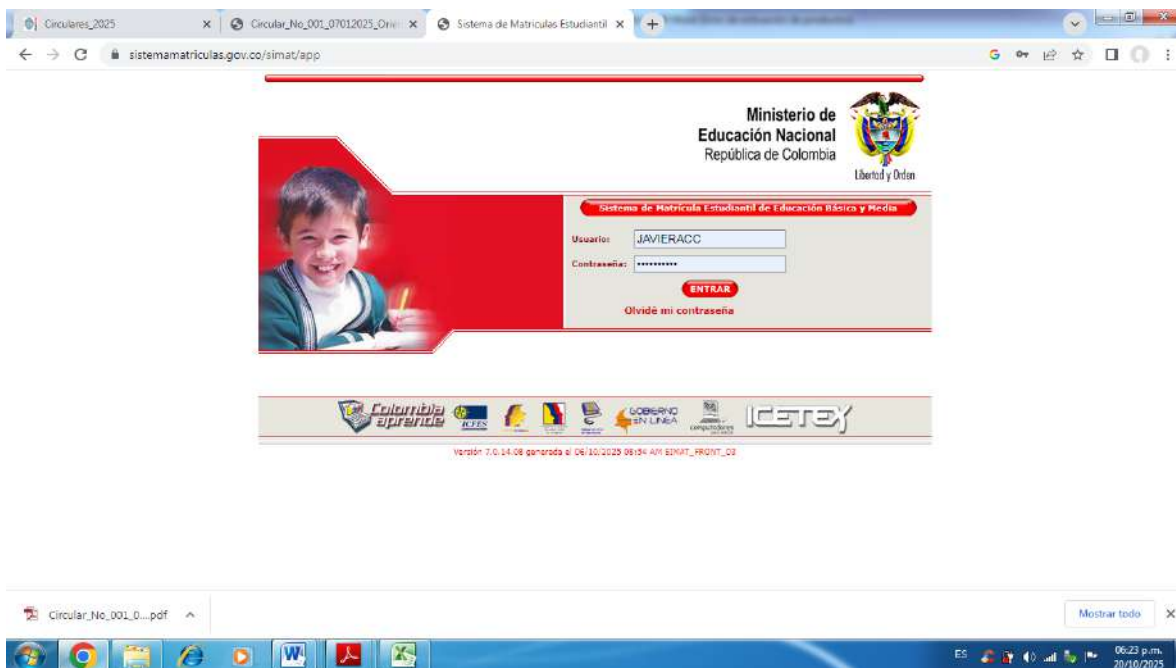 Circulares_2025
Circular_No_001_07012025_Orie
Sistema de Matriculas Estudiantil
sistemamatriculas.gov.co/simat/app
Ministerio de
Educación Nacional
República de Colombia
Libertad y Orden
Sistema de Matrícula Estudiantil de Educación Básica y Media
Usuario: JAVIERACC
Contraseña: ••••••••••
ENTRAR
Olvidé mi contraseña
Colombia
aprende
ICFES
GOBIERNO
EN LINEA
computadores
ICETEX
Versión 7.0.14.08 generada el 06/10/2025 08:54 AM SIMAT_FRONT_03
Circular_No_001_0....pdf
Mostrar todo
ES
06:23 p.m.
20/10/2025